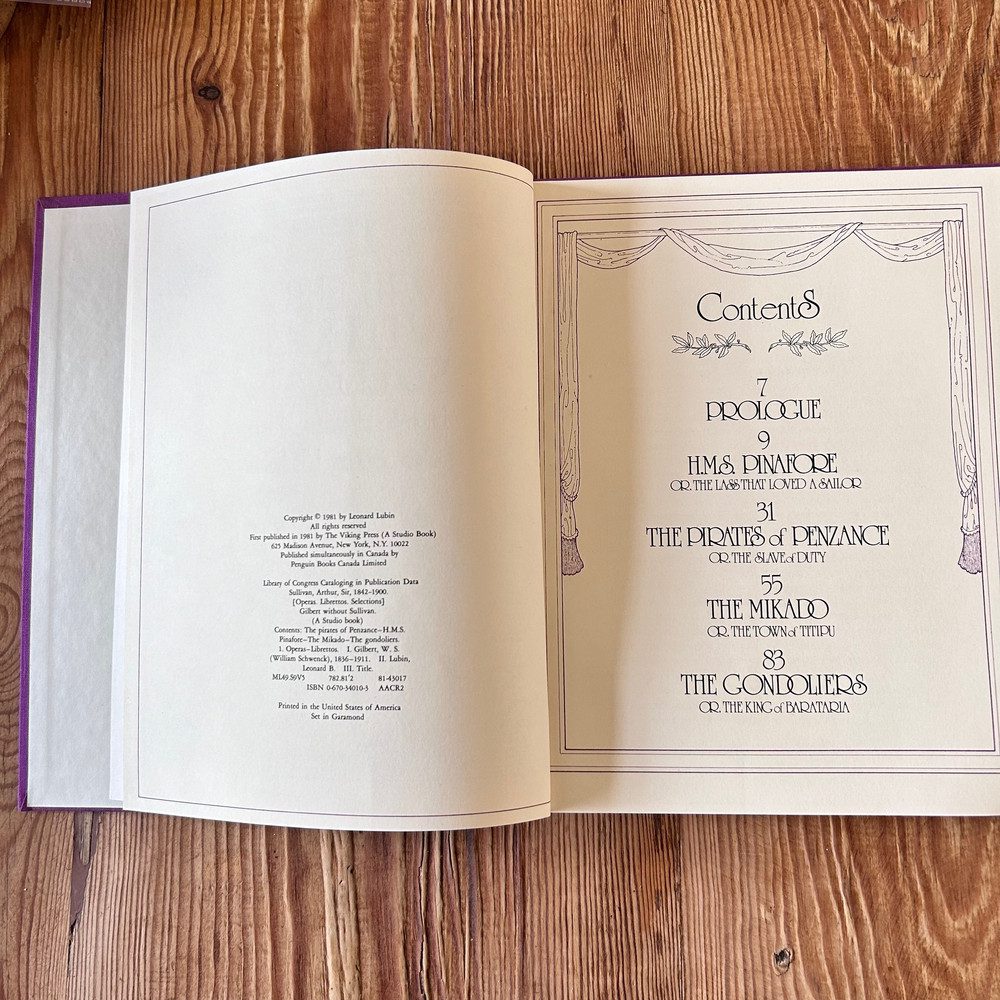 Copyright © 1981 by Leonard Lubin
All rights reserved
First published in 1981 by The Viking Press (A Studio Book)
625 Madison Avenue, New York, N.Y. 10022
Published simultaneously in Canada by
Penguin Books Canada Limited
Library of Congress Cataloging in Publication Data
Sullivan, Arthur, Sir, 1842–1900.
[Operas. Librettos. Selections]
Gilbert without Sullivan.
(A Studio book)
Contents: The pirates of Penzance—H.M.S.
Pinafore—The Mikado—The gondoliers.
1. Operas—Librettos. I. Gilbert, W. S.
(William Schwenck), 1836–1911. II. Lubin,
Leonard B. III. Title.
ML49.S9V5 782.81'2 81-43017
ISBN 0-670-34010-3 AACR2
Printed in the United States of America
Set in Garamond
Contents
7
PROLOGUE
9
H.M.S. PINAFORE
OR, THE LASS THAT LOVED A SAILOR
31
THE PIRATES of PENZANCE
OR, THE SLAVE of DUTY
55
THE MIKADO
OR, THE TOWN of TITIPU
83
THE GONDOLIERS
OR, THE KING of BARATARIA